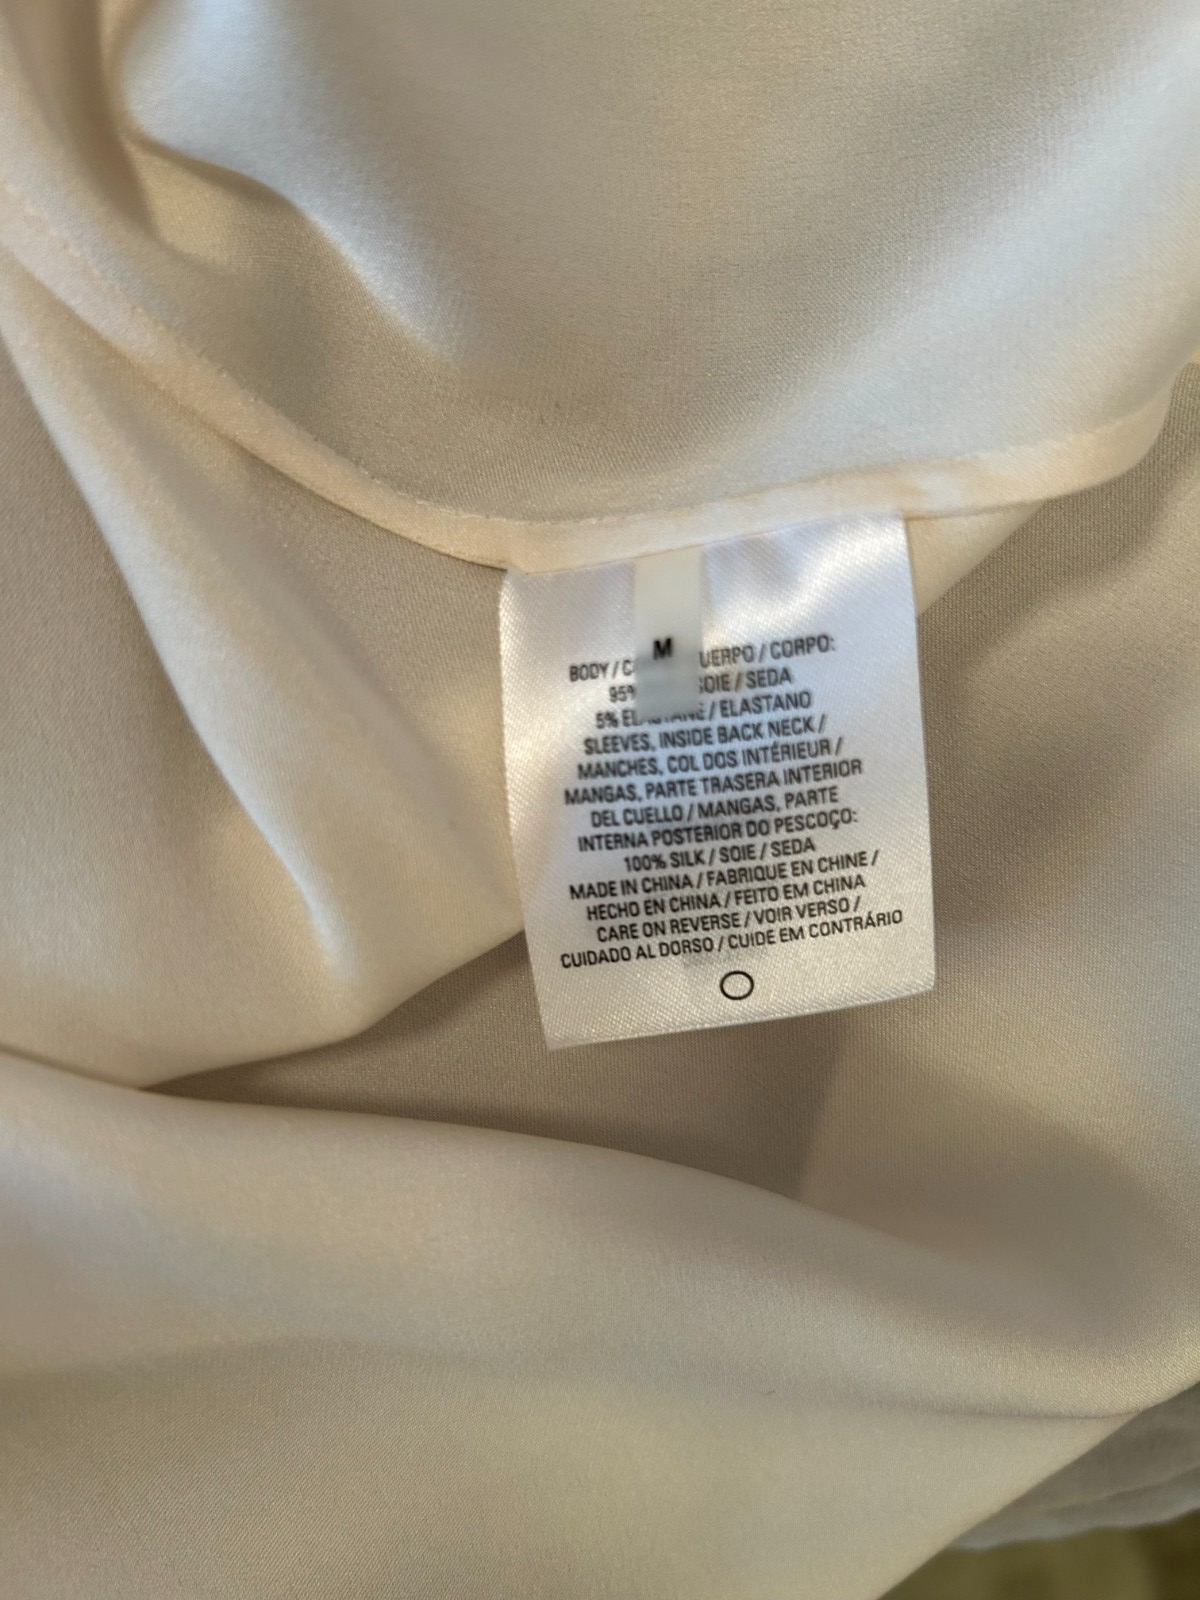 M
BODY / C UERPO / CORPO:
95% SOIE / SEDA
5% ELASTANE / ELASTANO
SLEEVES, INSIDE BACK NECK /
MANCHES, COL DOS INTÉRIEUR /
MANGAS, PARTE TRASERA INTERIOR
DEL CUELLO / MANGAS, PARTE
INTERNA POSTERIOR DO PESCOÇO:
100% SILK / SOIE / SEDA
MADE IN CHINA / FABRIQUE EN CHINE /
HECHO EN CHINA / FEITO EM CHINA
CARE ON REVERSE / VOIR VERSO /
CUIDADO AL DORSO / CUIDE EM CONTRÁRIO